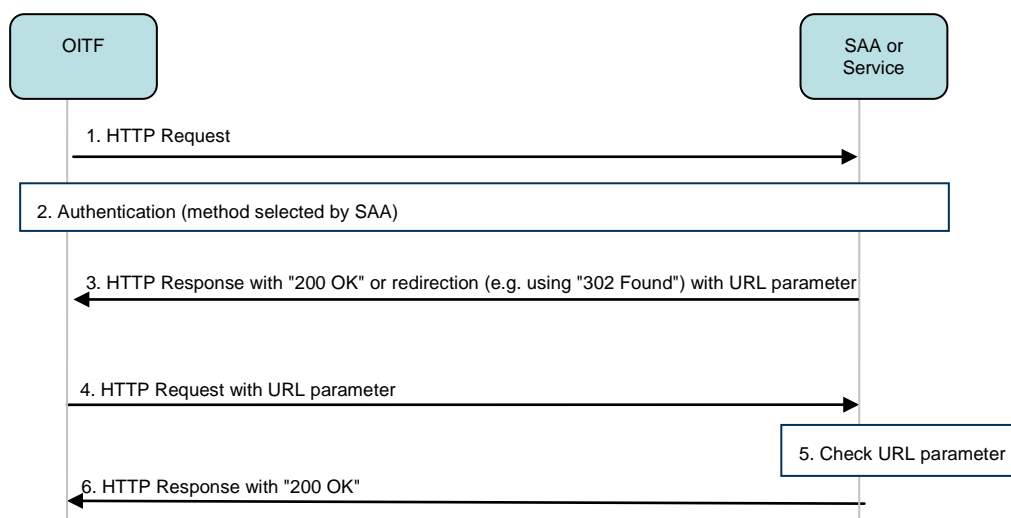 OITF
SAA or
Service
1. HTTP Request
2. Authentication (method selected by SAA)
3. HTTP Response with "200 OK" or redirection (e.g. using "302 Found") with URL parameter
4. HTTP Request with URL parameter
5. Check URL parameter
6. HTTP Response with "200 OK"